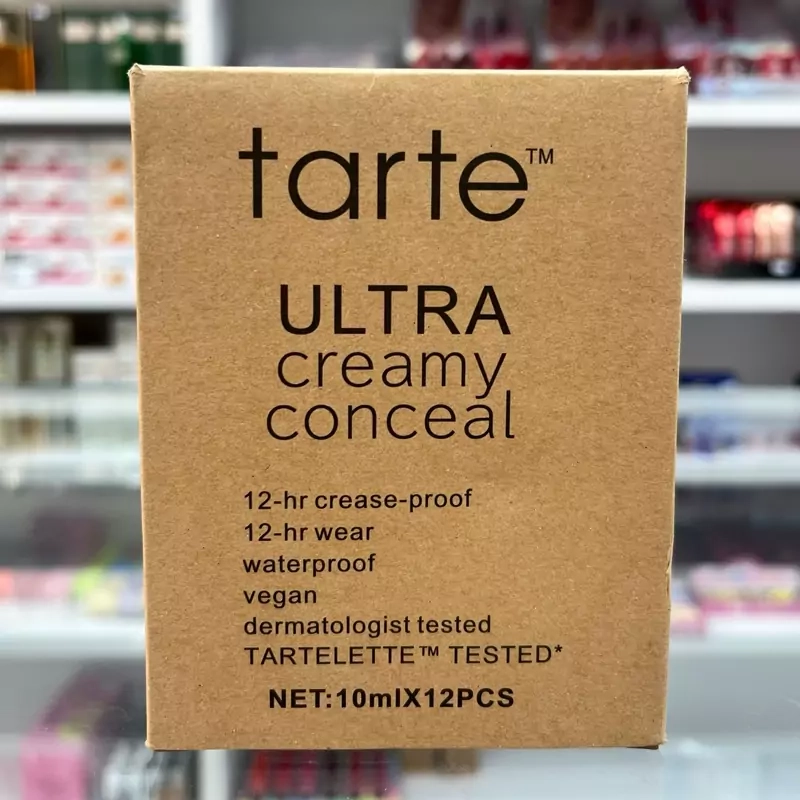 tarte™
ULTRA
creamy
conceal
12-hr crease-proof
12-hr wear
waterproof
vegan
dermatologist tested
TARTELETTE™ TESTED*
NET:10mlX12PCS